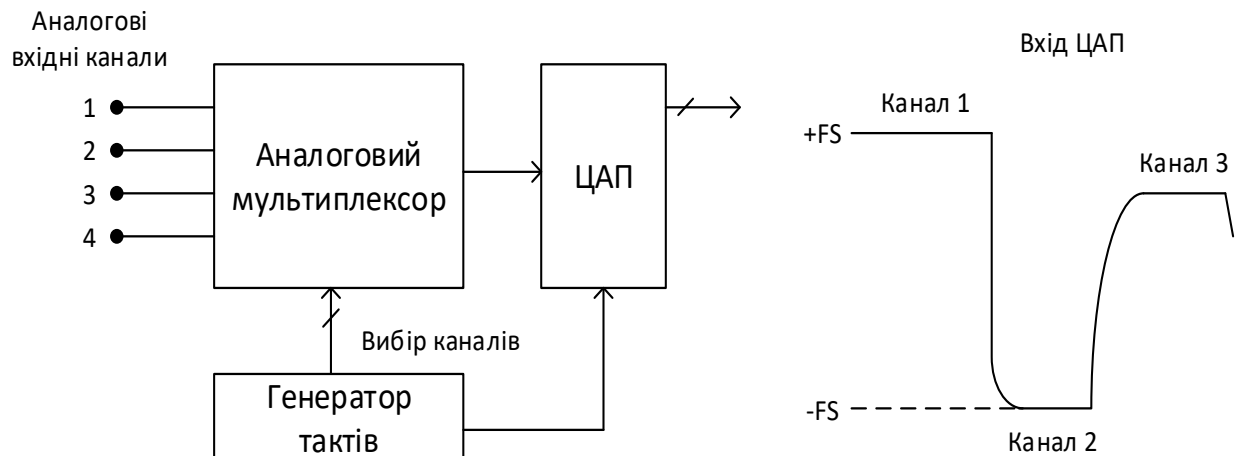 Аналогові
вхідні канали
1
2
3
4
Аналоговий
мультиплексор
ЦАП
Вибір каналів
Генератор
тактів
Вхід ЦАП
Канал 1
+FS
Канал 3
-FS
Канал 2